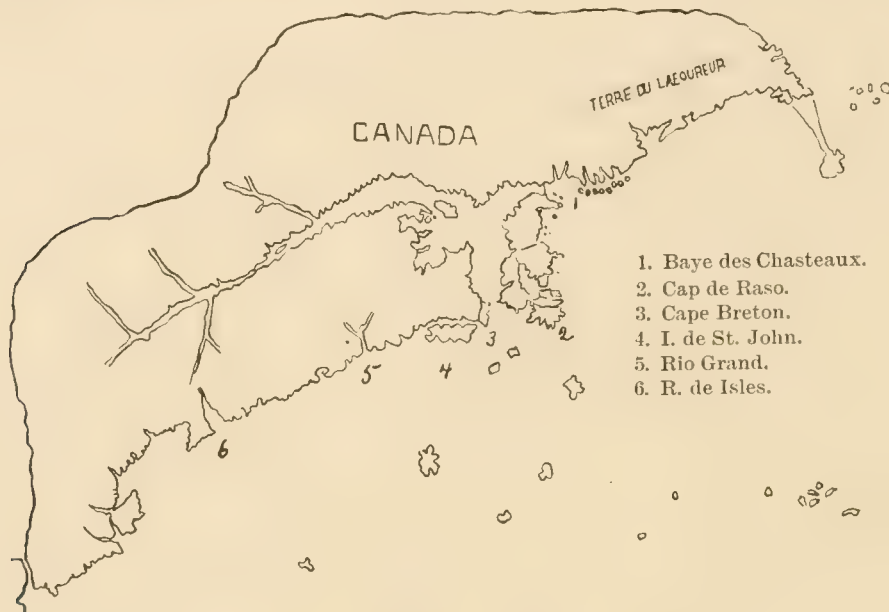 TERRE DU LAEOUREUR
CANADA
1
1. Baye des Chasteaux.
2. Cap de Raso.
3. Cape Breton.
4. I. de St. John.
5. Rio Grand.
6. R. de Isles.
3
2
5
4
6